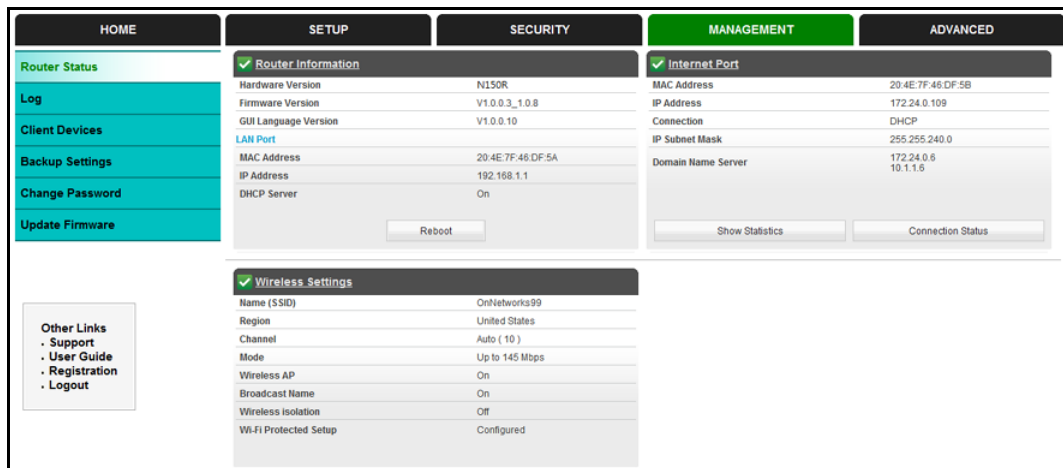 HOME SETUP SECURITY MANAGEMENT ADVANCED
Router Status
Log
Client Devices
Backup Settings
Change Password
Update Firmware
Router Information
Hardware Version N150R
Firmware Version V1.0.0.3_1.0.8
GUI Language Version V1.0.0.10
LAN Port
MAC Address 20:4E:7F:46:DF:5A
IP Address 192.168.1.1
DHCP Server On
Reboot
Internet Port
MAC Address 20:4E:7F:46:DF:5B
IP Address 172.24.0.109
Connection DHCP
IP Subnet Mask 255.255.240.0
Domain Name Server 172.24.0.6
10.1.1.6
Show Statistics Connection Status
Wireless Settings
Name (SSID) OnNetworks99
Region United States
Channel Auto ( 10 )
Mode Up to 145 Mbps
Wireless AP On
Broadcast Name On
Wireless isolation Off
Wi-Fi Protected Setup Configured
Other Links
. Support
. User Guide
. Registration
. Logout